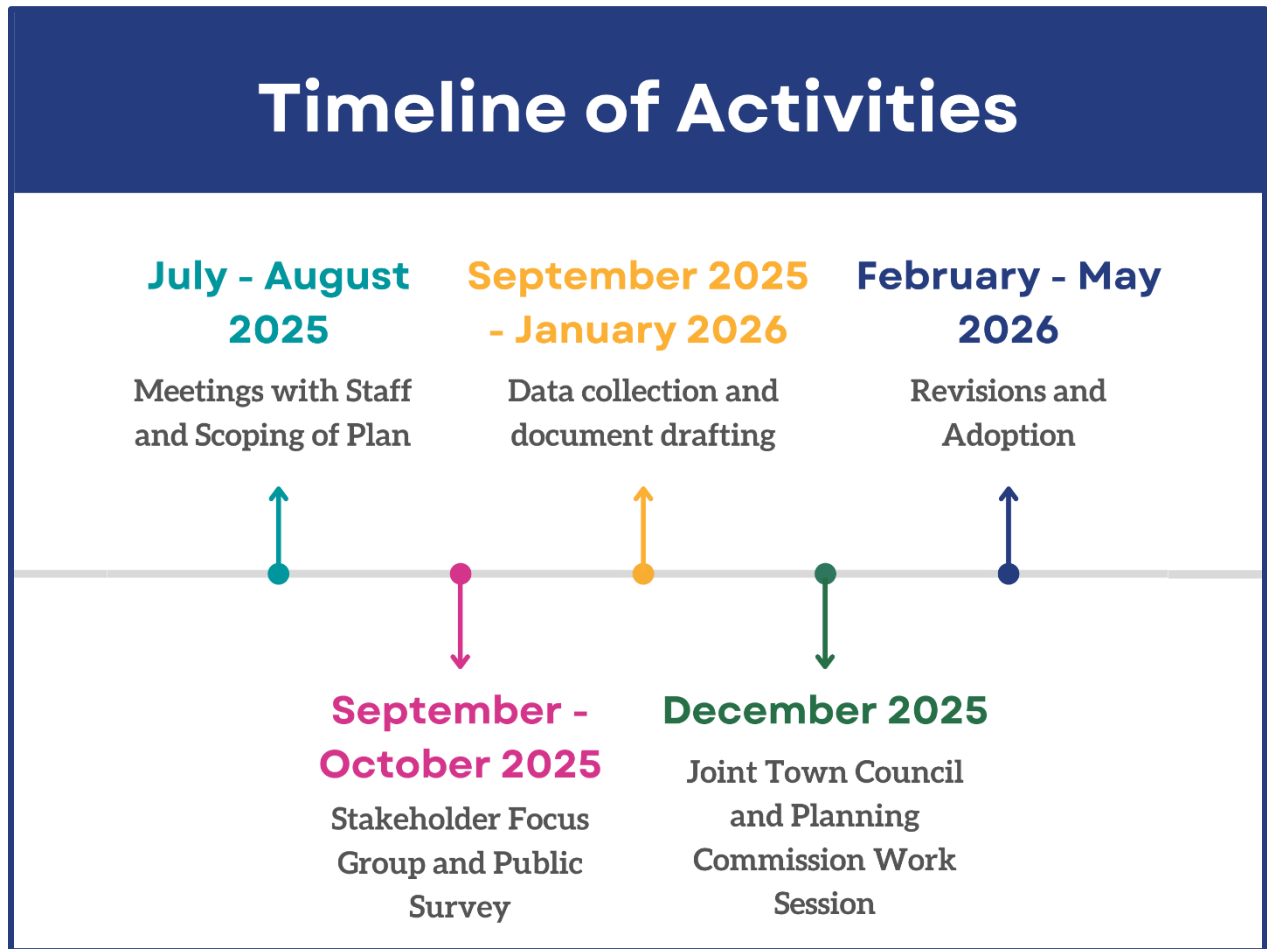 Timeline of Activities
July - August
2025
Meetings with Staff
and Scoping of Plan
September - 
October 2025
Stakeholder Focus
Group and Public
Survey
September 2025
- January 2026
Data collection and
document drafting
December 2025
Joint Town Council
and Planning
Commission Work
Session
February - May
2026
Revisions and
Adoption